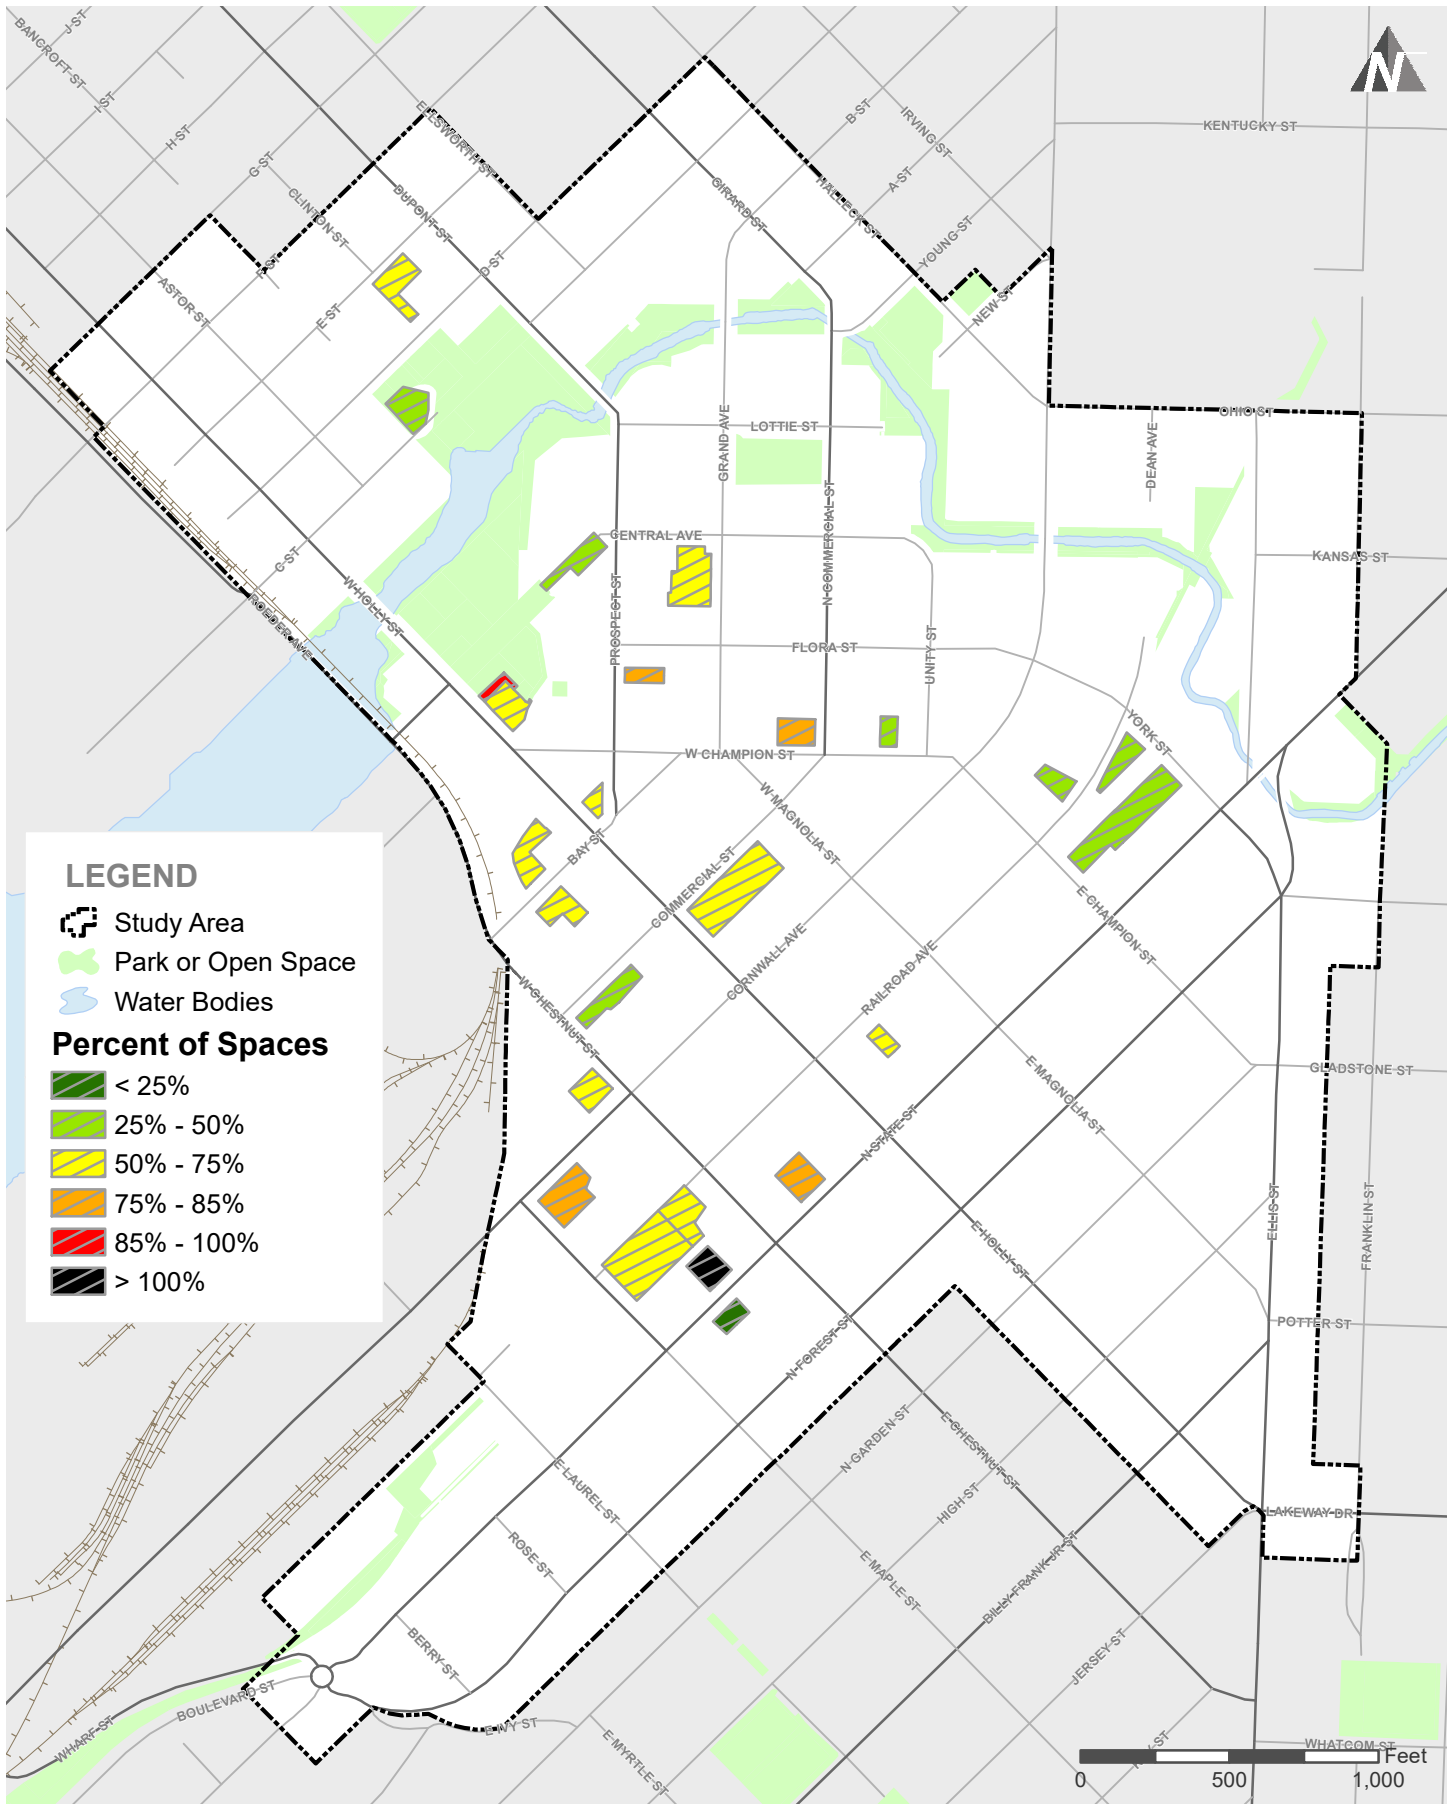 J ST
BANCROFT ST
I ST
H ST
G ST
ELLSWORTH ST
CLINTON ST
DUPONT ST
F ST
D ST
ASTOR ST
E ST
GIRARD ST
B ST
IRVING ST
A ST
HALLECK ST
YOUNG ST
NEW ST
N
KENTUCKY ST
OHIO ST
DEAN AVE
LOTTIE ST
GRAND AVE
CENTRAL AVE
N COMMERCIAL ST
KANSAS ST
C ST
W HOLLY ST
ROEDER AVE
PROSPECT ST
FLORA ST
UNITY ST
YORK ST
W CHAMPION ST
W MAGNOLIA ST
BAY ST
COMMERCIAL ST
CORNWALL AVE
RAILROAD AVE
E CHAMPION ST
W CHESTNUT ST
E MAGNOLIA ST
GLADSTONE ST
N STATE ST
ELLIS ST
FRANKLIN ST
E HOLLY ST
POTTER ST
N FOREST ST
N GARDEN ST
E CHESTNUT ST
HIGH ST
E LAUREL ST
LAKEWAY DR
ROSE ST
E MAPLE ST
BILLY FRANK JR ST
BERRY ST
JERSEY ST
BOULEVARD ST
WHARF ST
E IVY ST
E MYRTLE ST
WHATCOM ST
LEGEND
Study Area
Park or Open Space
Water Bodies
Percent of Spaces
< 25%
25% - 50%
50% - 75%
75% - 85%
85% - 100%
> 100%
Feet
0 500 1,000